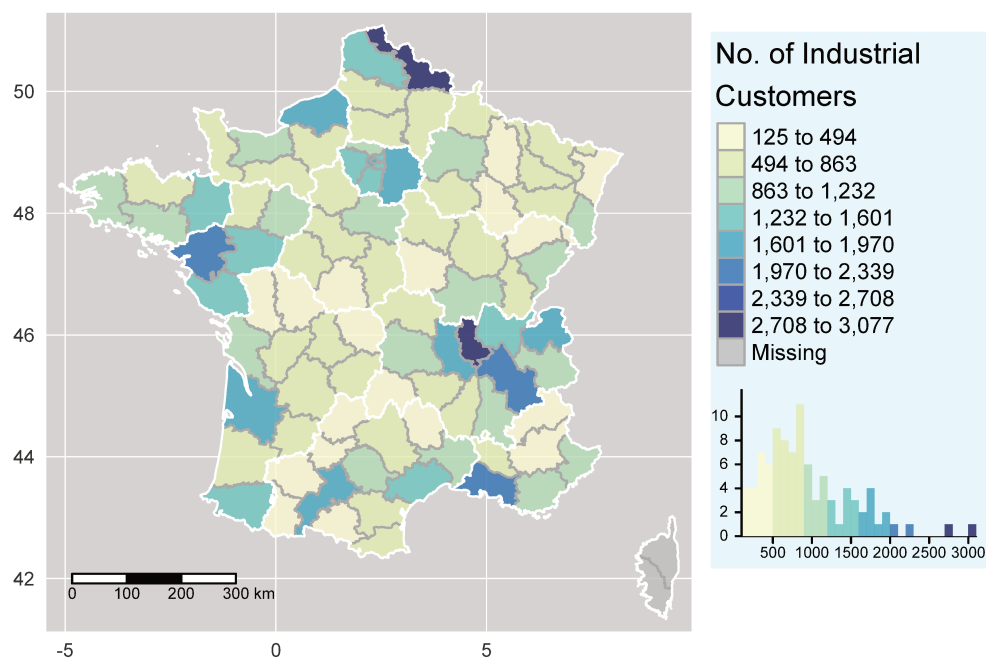 50
48
46
44
42
-5
0
5
0
100
200
300 km
No. of Industrial
Customers
125 to 494
494 to 863
863 to 1,232
1,232 to 1,601
1,601 to 1,970
1,970 to 2,339
2,339 to 2,708
2,708 to 3,077
Missing
10
8
6
4
2
0
500
1000
1500
2000
2500
3000